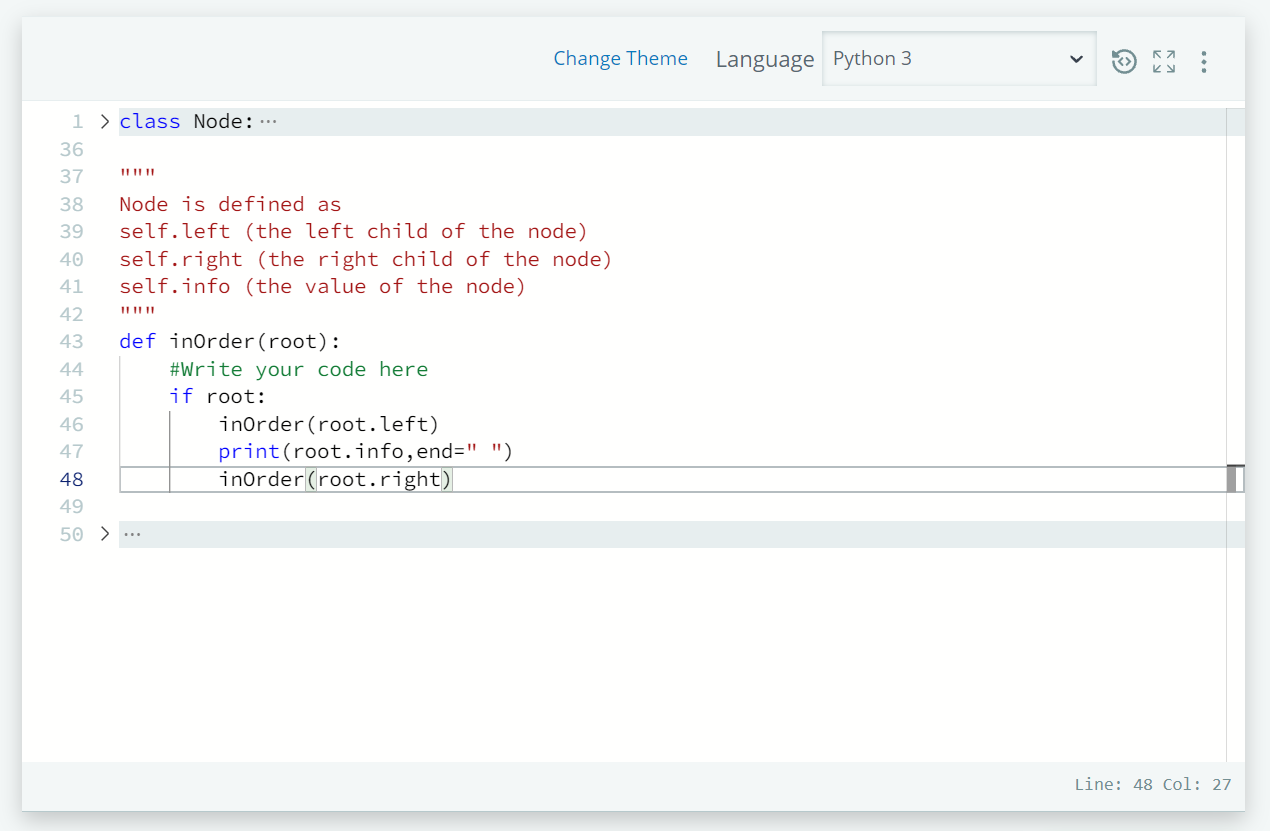 Change Theme Language Python 3
1 class Node: ···
36
37 """
38 Node is defined as
39 self.left (the left child of the node)
40 self.right (the right child of the node)
41 self.info (the value of the node)
42 """
43 def inOrder(root):
44     #Write your code here
45     if root:
46         inOrder(root.left)
47         print(root.info,end=" ")
48         inOrder(root.right)
49
50 ···
Line: 48 Col: 27